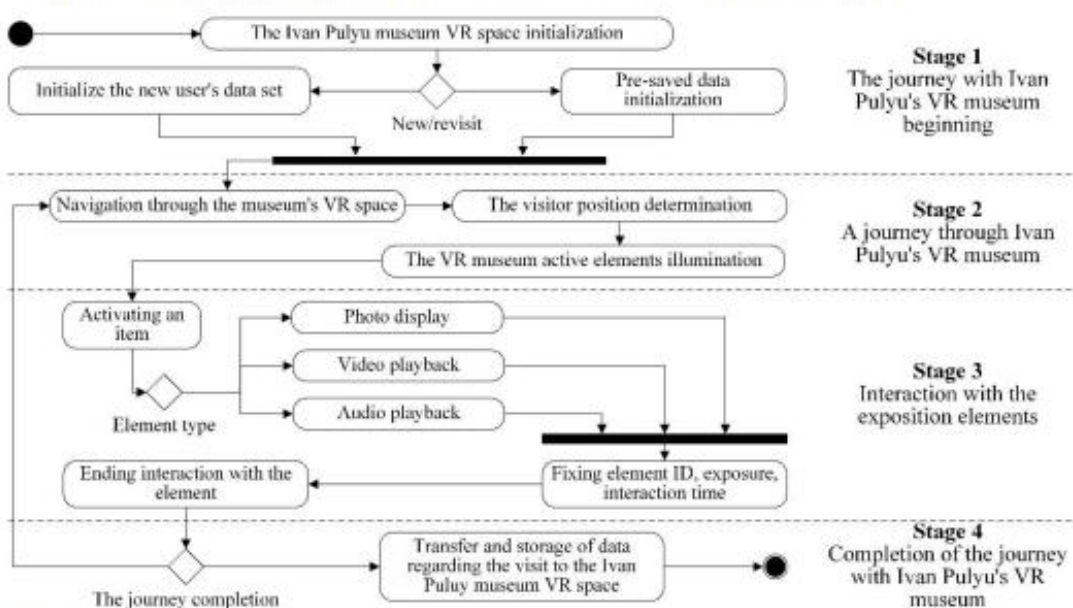 The Ivan Pulyu museum VR space initialization
Initialize the new user's data set
Pre-saved data
initialization
New/revisit
Stage 1
The journey with Ivan
Pulyu's VR museum
beginning
Navigation through the museum's VR space
The visitor position determination
The VR museum active elements illumination
Stage 2
A journey through Ivan
Pulyu's VR museum
Activating an
item
Element type
Photo display
Video playback
Audio playback
Ending interaction with the
element
Fixing element ID, exposure,
interaction time
Stage 3
Interaction with the
exposition elements
The journey completion
Transfer and storage of data
regarding the visit to the Ivan
Puluy museum VR space
Stage 4
Completion of the journey
with Ivan Pulyu's VR
museum